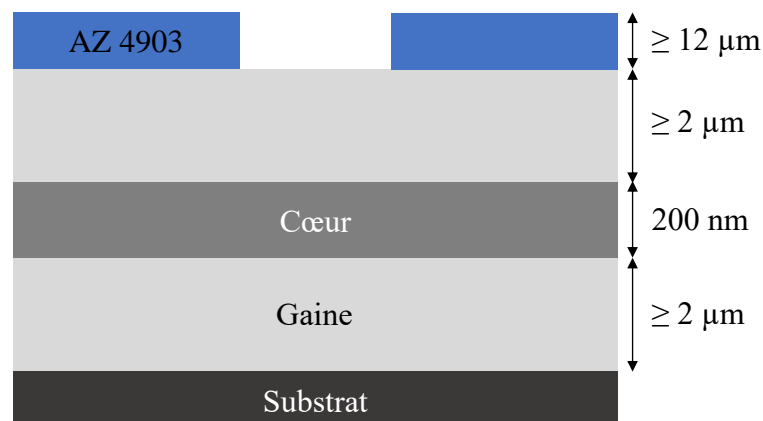 AZ 4903
≥ 12 µm
≥ 2 µm
Cœur
200 nm
Gaine
≥ 2 µm
Substrat